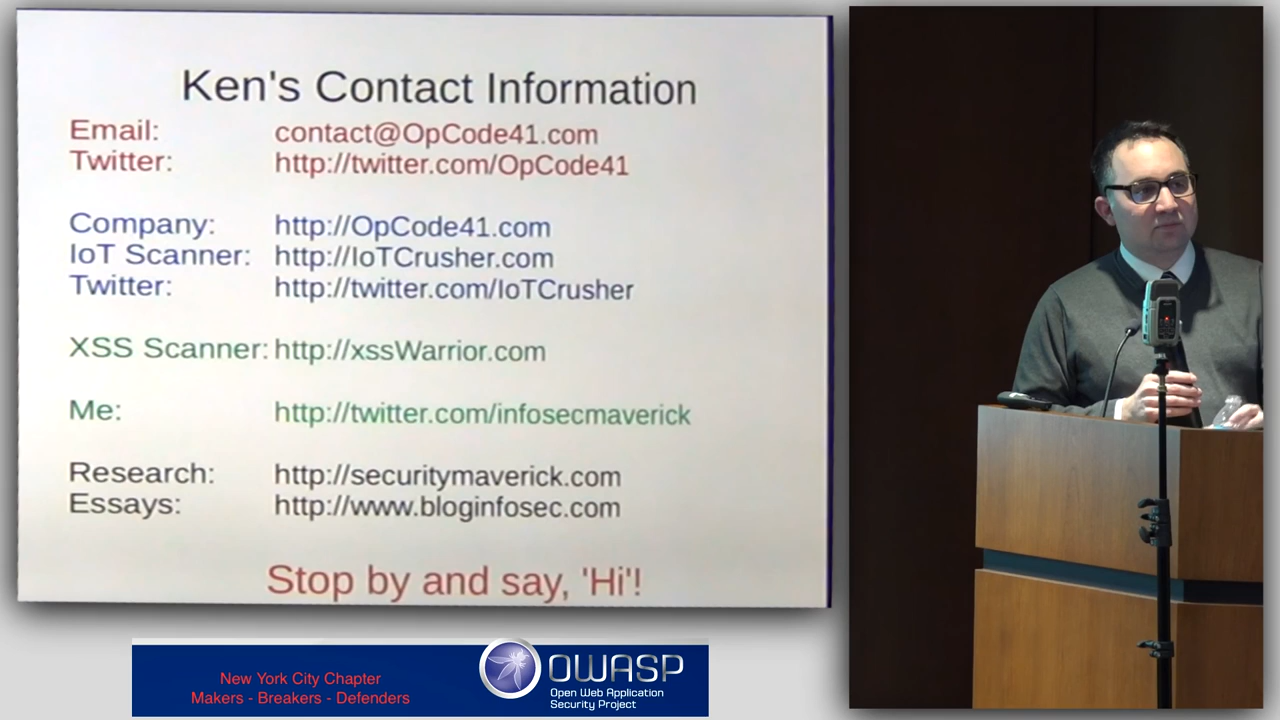 Ken's Contact Information
Email: contact@OpCode41.com
Twitter: http://twitter.com/OpCode41
Company: http://OpCode41.com
IoT Scanner: http://IoTCrusher.com
Twitter: http://twitter.com/IoTCrusher
XSS Scanner: http://xssWarrior.com
Me: http://twitter.com/infosecmaverick
Research: http://securitymaverick.com
Essays: http://www.bloginfosec.com
Stop by and say, 'Hi'!
New York City Chapter
Makers - Breakers - Defenders
OWASP
Open Web Application
Security Project